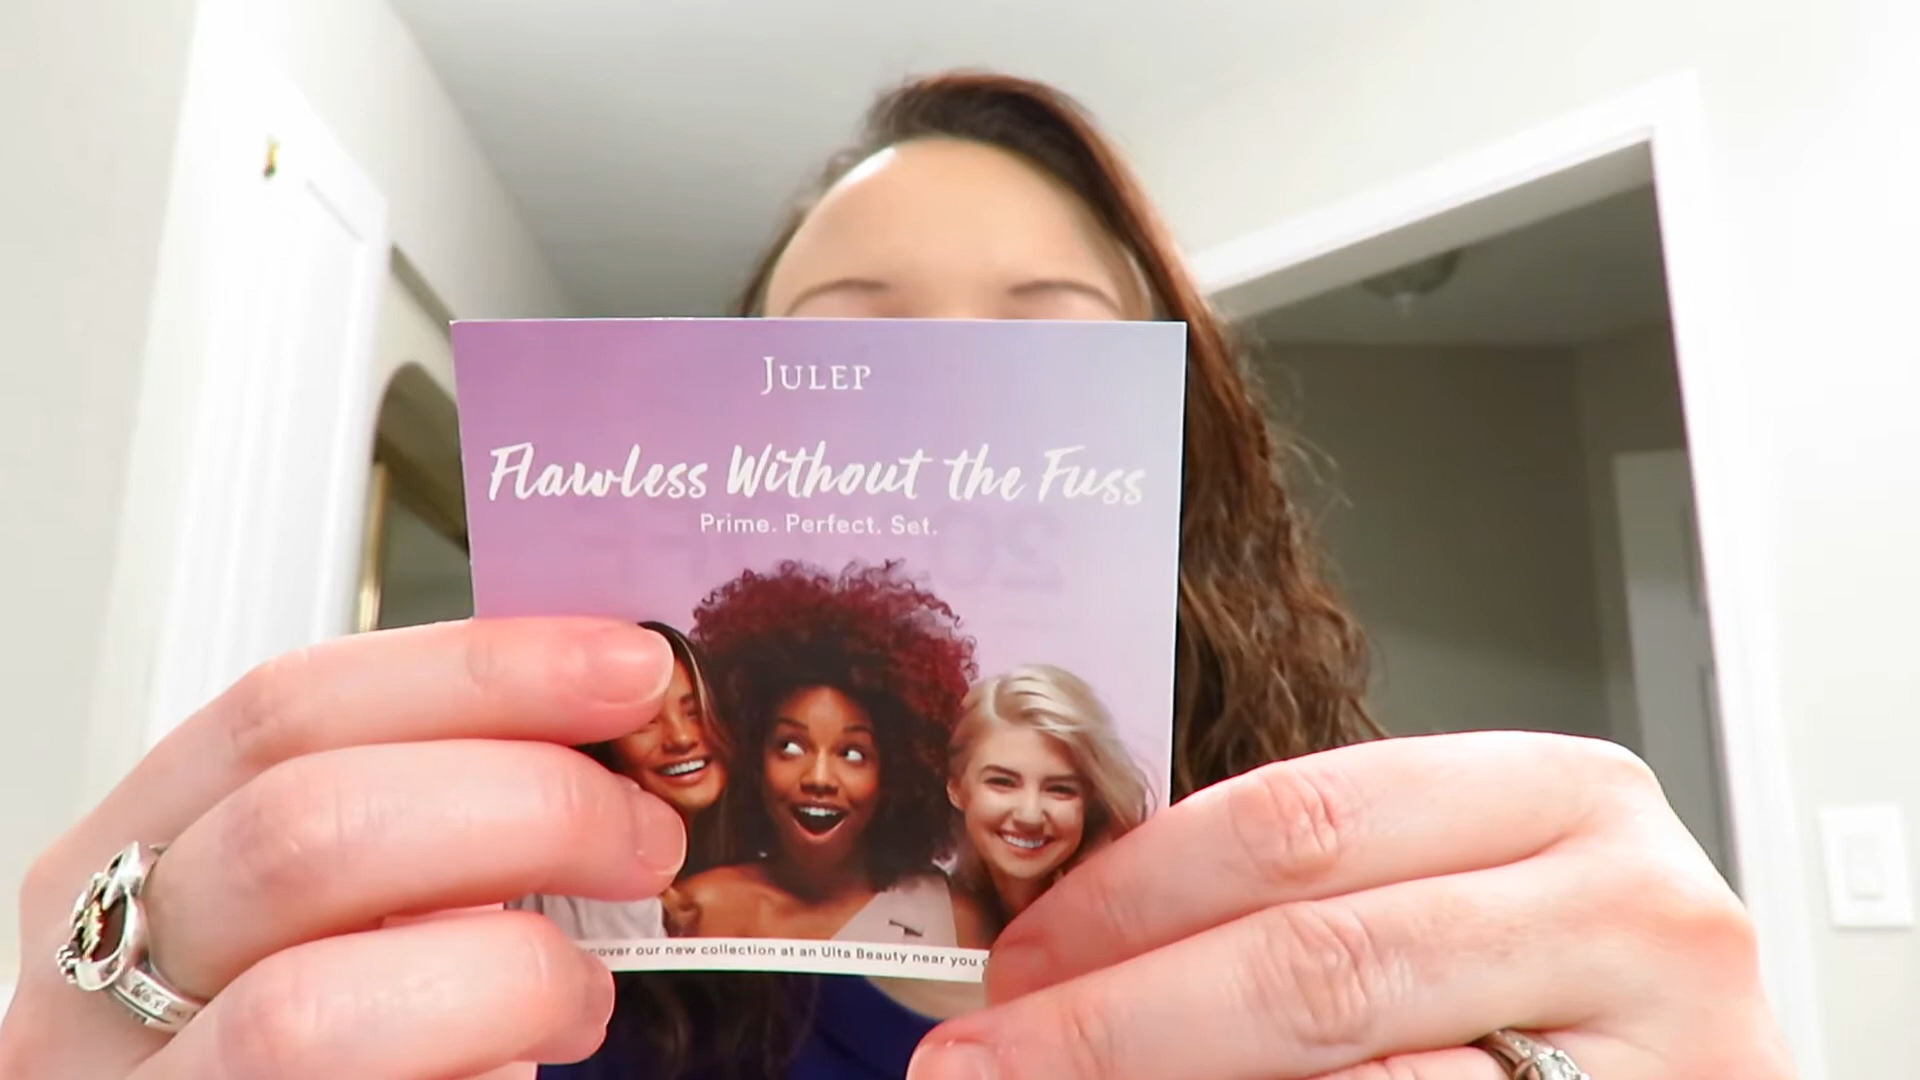 JULEP
Flawless Without the Fuss
Prime. Perfect. Set.
cover our new collection at an Ulta Beauty near you